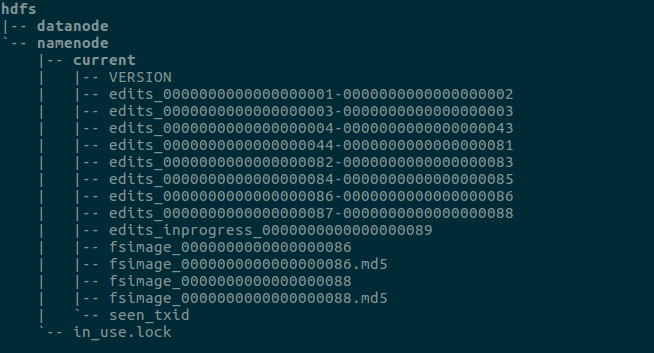 hdfs
|-- datanode
`-- namenode
    |-- current
    |   |-- VERSION
    |   |-- edits_0000000000000000001-0000000000000000002
    |   |-- edits_0000000000000000003-0000000000000000003
    |   |-- edits_0000000000000000004-0000000000000000043
    |   |-- edits_0000000000000000044-0000000000000000081
    |   |-- edits_0000000000000000082-0000000000000000083
    |   |-- edits_0000000000000000084-0000000000000000085
    |   |-- edits_0000000000000000086-0000000000000000086
    |   |-- edits_0000000000000000087-0000000000000000088
    |   |-- edits_inprogress_0000000000000000089
    |   |-- fsimage_0000000000000000086
    |   |-- fsimage_0000000000000000086.md5
    |   |-- fsimage_0000000000000000088
    |   |-- fsimage_0000000000000000088.md5
    |   `-- seen_txid
    `-- in_use.lock